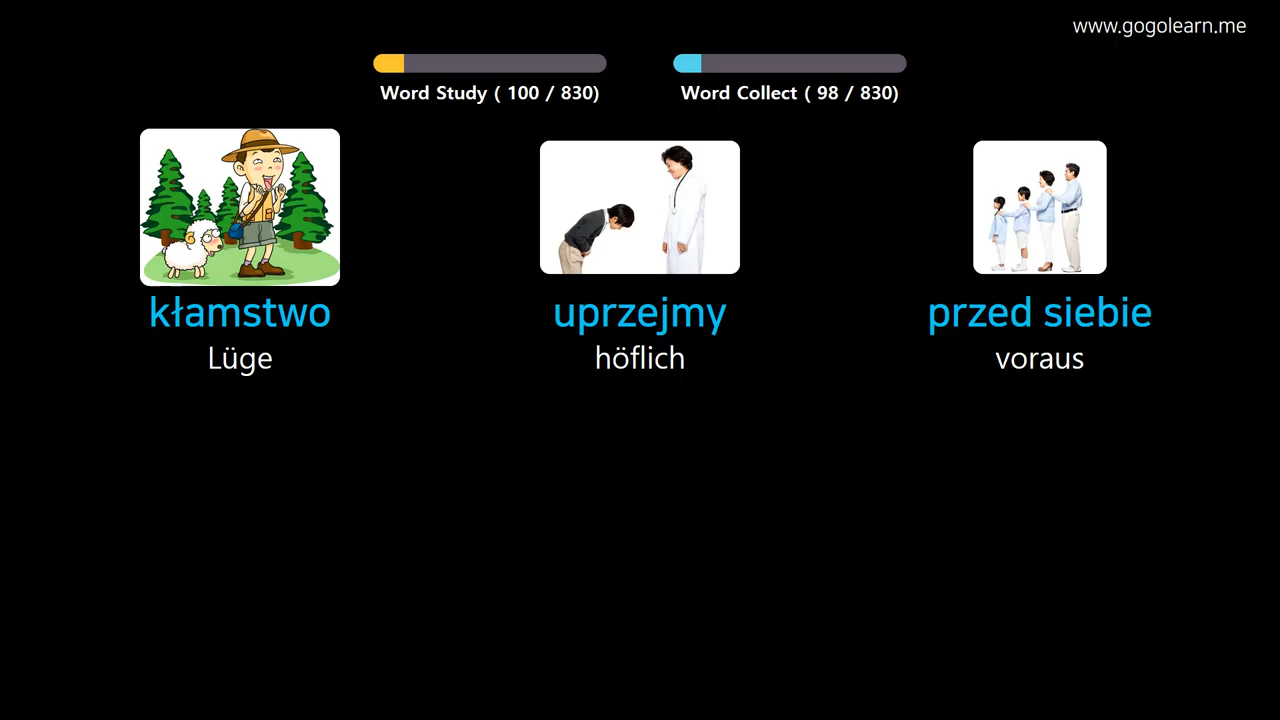 www.gogolearn.me
Word Study ( 100 / 830)
Word Collect ( 98 / 830)
kłamstwo
Lüge
uprzejmy
höflich
przed siebie
voraus